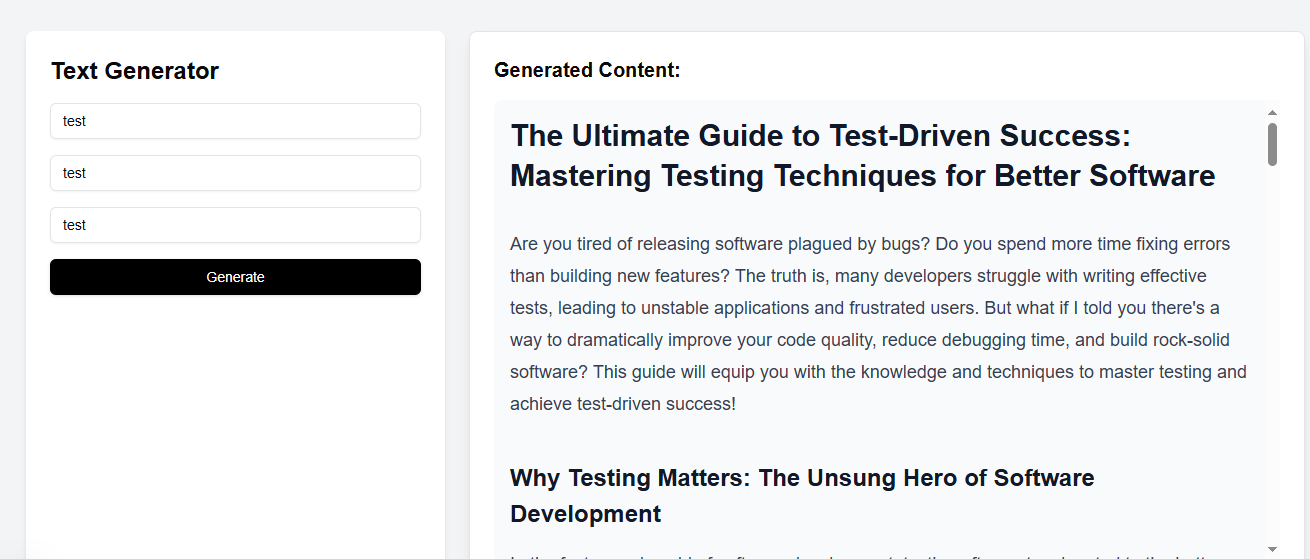 Text Generator
test
test
test
Generate
Generated Content:
The Ultimate Guide to Test-Driven Success:
Mastering Testing Techniques for Better Software
Are you tired of releasing software plagued by bugs? Do you spend more time fixing errors
than building new features? The truth is, many developers struggle with writing effective
tests, leading to unstable applications and frustrated users. But what if I told you there's a
way to dramatically improve your code quality, reduce debugging time, and build rock-solid
software? This guide will equip you with the knowledge and techniques to master testing and
achieve test-driven success!
Why Testing Matters: The Unsung Hero of Software
Development